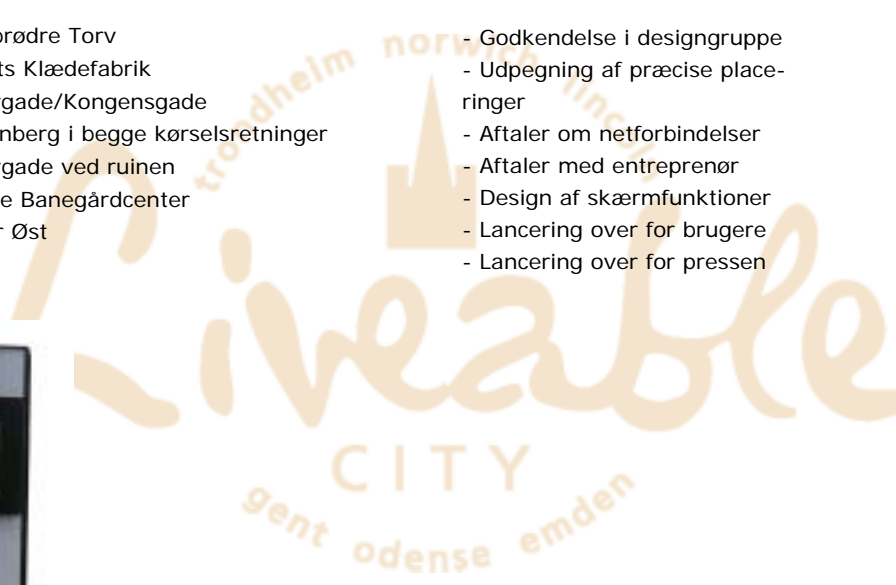 rødre Torv
ts Klædefabrik
gade/Kongensgade
nberg i begge kørselsretninger
gade ved ruinen
e Banegårdcenter
r Øst
- Godkendelse i designgruppe
- Udpegning af præcise place-
ringer
- Aftaler om netforbindelser
- Aftaler med entreprenør
- Design af skærmfunktioner
- Lancering over for brugere
- Lancering over for pressen
trondheim norwich lincoln
Liveable
CITY
gent odense emden